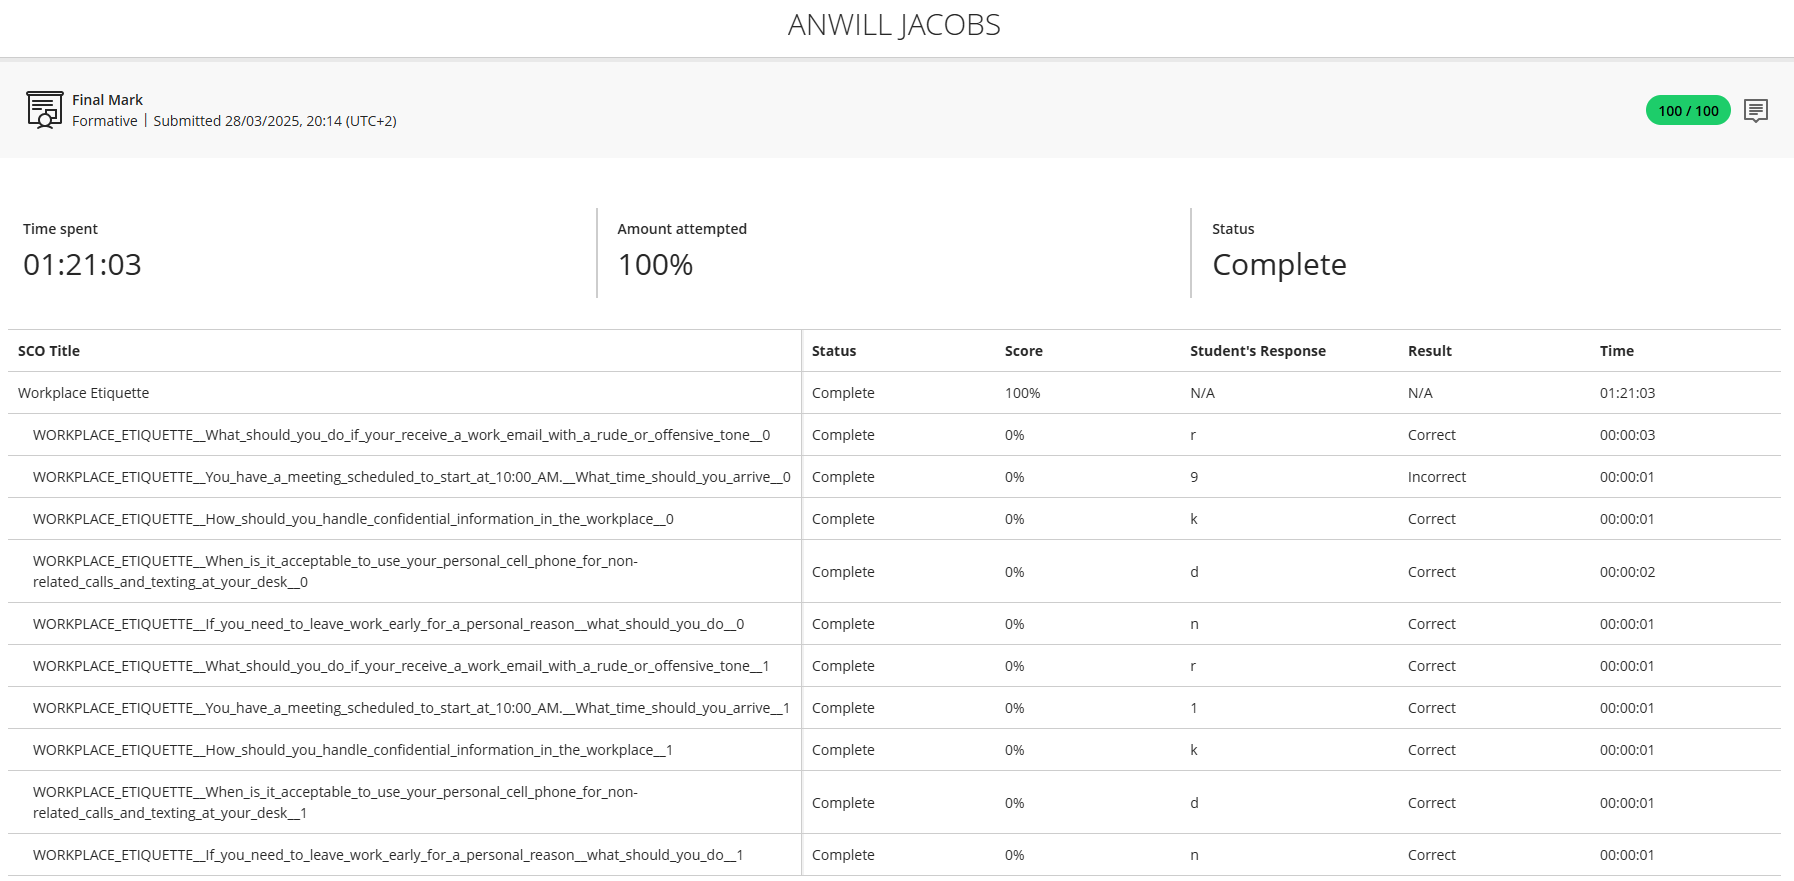 ANWILL JACOBS
Final Mark
Formative | Submitted 28/03/2025, 20:14 (UTC+2)
100 / 100
Time spent
01:21:03
Amount attempted
100%
Status
Complete
SCO Title Status Score Student's Response Result Time
Workplace Etiquette Complete 100% N/A N/A 01:21:03
WORKPLACE_ETIQUETTE__What_should_you_do_if_your_receive_a_work_email_with_a_rude_or_offensive_tone__0 Complete 0% r Correct 00:00:03
WORKPLACE_ETIQUETTE__You_have_a_meeting_scheduled_to_start_at_10:00_AM.__What_time_should_you_arrive__0 Complete 0% 9 Incorrect 00:00:01
WORKPLACE_ETIQUETTE__How_should_you_handle_confidential_information_in_the_workplace__0 Complete 0% k Correct 00:00:01
WORKPLACE_ETIQUETTE__When_is_it_acceptable_to_use_your_personal_cell_phone_for_non-
related_calls_and_texting_at_your_desk__0 Complete 0% d Correct 00:00:02
WORKPLACE_ETIQUETTE__If_you_need_to_leave_work_early_for_a_personal_reason__what_should_you_do__0 Complete 0% n Correct 00:00:01
WORKPLACE_ETIQUETTE__What_should_you_do_if_your_receive_a_work_email_with_a_rude_or_offensive_tone__1 Complete 0% r Correct 00:00:01
WORKPLACE_ETIQUETTE__You_have_a_meeting_scheduled_to_start_at_10:00_AM.__What_time_should_you_arrive__1 Complete 0% 1 Correct 00:00:01
WORKPLACE_ETIQUETTE__How_should_you_handle_confidential_information_in_the_workplace__1 Complete 0% k Correct 00:00:01
WORKPLACE_ETIQUETTE__When_is_it_acceptable_to_use_your_personal_cell_phone_for_non-
related_calls_and_texting_at_your_desk__1 Complete 0% d Correct 00:00:01
WORKPLACE_ETIQUETTE__If_you_need_to_leave_work_early_for_a_personal_reason__what_should_you_do__1 Complete 0% n Correct 00:00:01